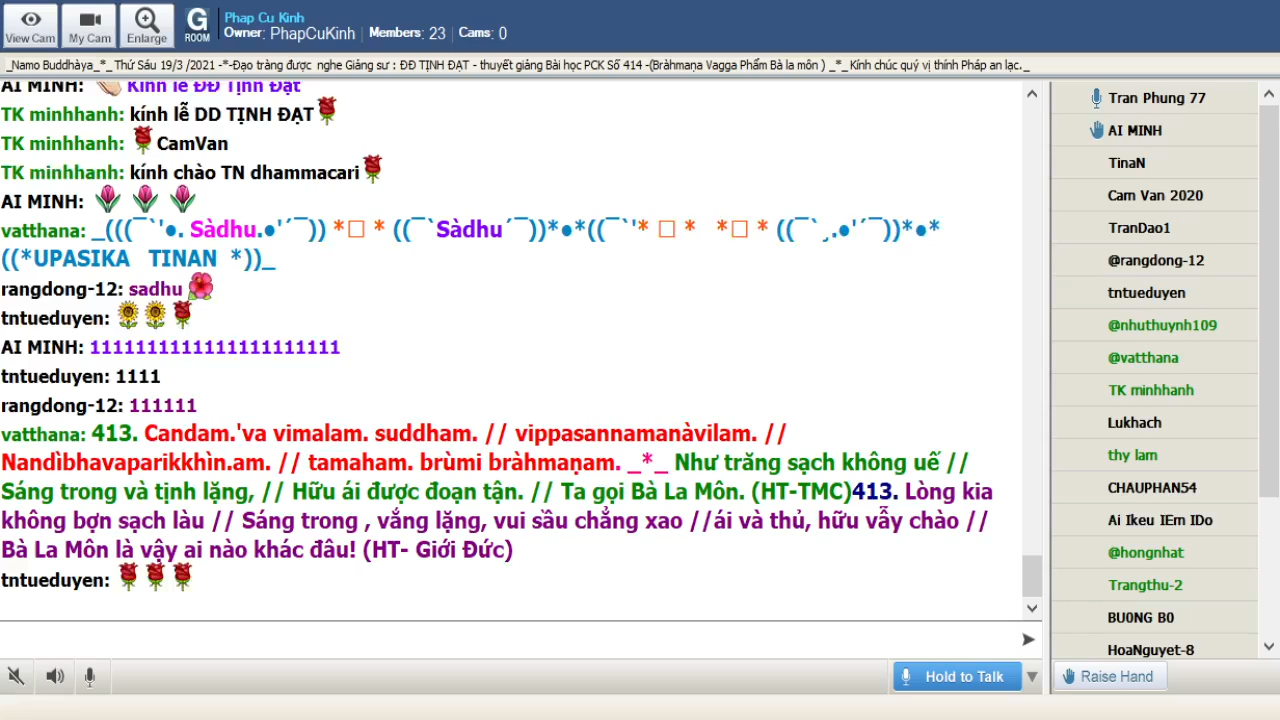 View Cam
My Cam
Enlarge
G
ROOM
Phap Cu Kinh
Owner: PhapCuKinh
Members: 23
Cams: 0
_Namo Buddhàya_*_ Thứ Sáu 19/3 /2021 -*-Đạo tràng được nghe Giảng sư : ĐĐ TỊNH ĐẠT - thuyết giảng Bài học PCK Số 414 -(Bràhmaṇa Vagga Phẩm Bà la môn ) _*_ Kính chúc quý vị thính Pháp an lạc._
AI MINH: Kính lễ ĐĐ Tịnh Đạt
TK minhhanh: kính lễ DD TỊNH ĐẠT
TK minhhanh: CamVan
TK minhhanh: kính chào TN dhammacari
AI MINH:
vatthana: _(((¯`'●. Sàdhu.●'´¯)) *□ * ((¯`Sàdhu´¯))*●*((¯`'* □ * *□ * ((¯`¸.●'´¯))*●*
((*UPASIKA TINAN *))_
rangdong-12: sadhu
tntueduyen:
AI MINH: 1111111111111111111111
tntueduyen: 1111
rangdong-12: 111111
vatthana: 413. Candam.'va vimalam. suddham. // vippasannamanàvilam. //
Nandìbhavaparikkhìn.am. // tamaham. brùmi bràhmaṇam. _*_ Như trăng sạch không uế //
Sáng trong và tịnh lặng, // Hữu ái được đoạn tận. // Ta gọi Bà La Môn. (HT-TMC)413. Lòng kia
không bợn sạch làu // Sáng trong , vắng lặng, vui sầu chẳng xao //ái và thủ, hữu vẫy chào //
Bà La Môn là vậy ai nào khác đâu! (HT- Giới Đức)
tntueduyen:
Hold to Talk
Tran Phung 77
AI MINH
TinaN
Cam Van 2020
TranDao1
@rangdong-12
tntueduyen
@nhuthuynh109
@vatthana
TK minhhanh
Lukhach
thy lam
CHAUPHAN54
Ai Ikeu IEm IDo
@hongnhat
Trangthu-2
BU0NG B0
HoaNguyet-8
Raise Hand